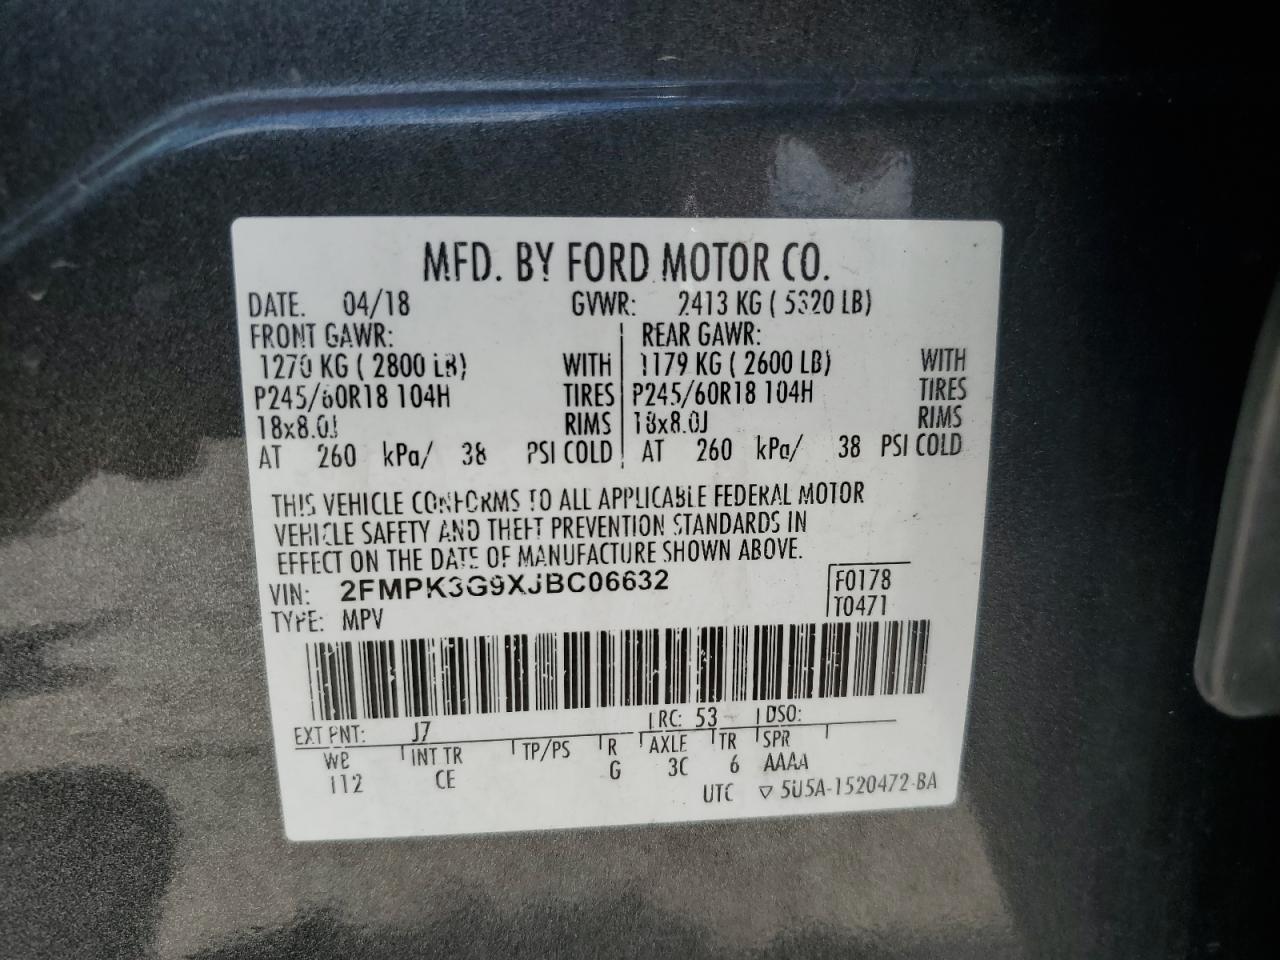 MFD. BY FORD MOTOR CO.
DATE. 04/18 GVWR: 2413 KG ( 5320 LB)
FRONT GAWR: REAR GAWR:
1270 KG ( 2800 LB) WITH 1179 KG ( 2600 LB) WITH
P245/60R18 104H TIRES P245/60R18 104H TIRES
18x8.0J RIMS 18x8.0J RIMS
AT 260 kPa/ 38 PSI COLD AT 260 kPa/ 38 PSI COLD
THIS VEHICLE CONFORMS TO ALL APPLICABLE FEDERAL MOTOR
VEHICLE SAFETY AND THEFT PREVENTION STANDARDS IN
EFFECT ON THE DATE OF MANUFACTURE SHOWN ABOVE.
VIN: 2FMPK3G9XJBC06632 F0178
TYPE: MPV T0471
EXT PNT: J7 RC: 53 DSO:
WB INT TR TP/PS R AXLE TR SPR
112 CE G 3C 6 AAAA
UTC ▽ 5U5A-1520472-BA